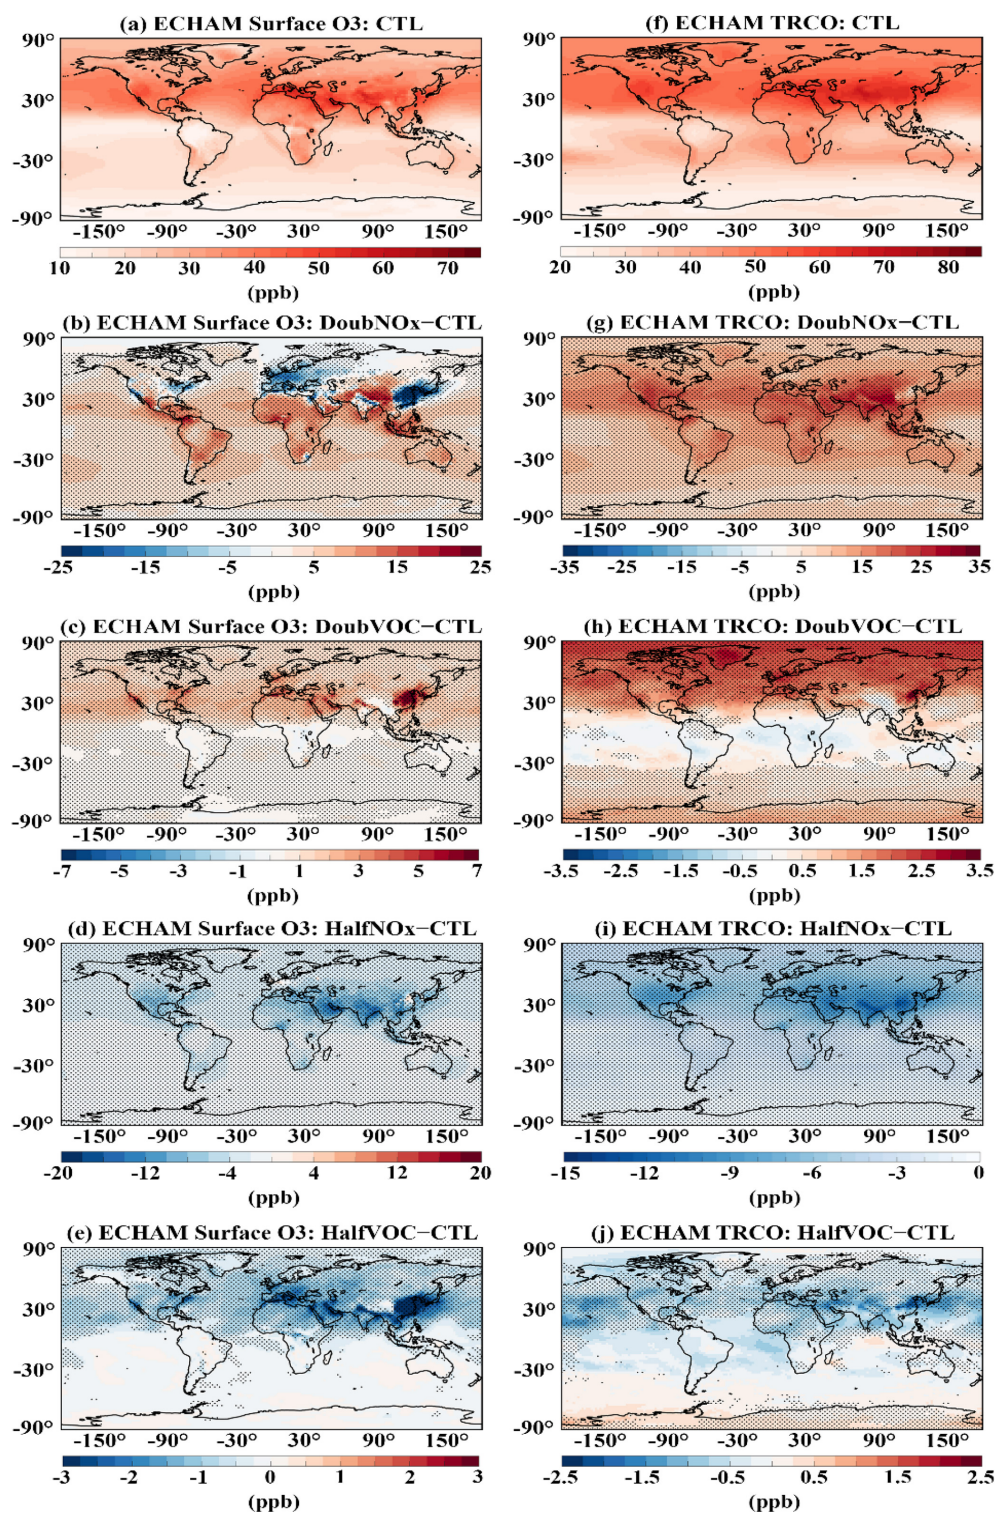 (a) ECHAM Surface O3: CTL
90°
30°
-30°
-90°
-150° -90° -30° 30° 90° 150°
10 20 30 40 50 60 70
(ppb)
(f) ECHAM TRCO: CTL
90°
30°
-30°
-90°
-150° -90° -30° 30° 90° 150°
20 30 40 50 60 70 80
(ppb)
(b) ECHAM Surface O3: DoubNOx−CTL
90°
30°
-30°
-90°
-150° -90° -30° 30° 90° 150°
-25 -15 -5 5 15 25
(ppb)
(g) ECHAM TRCO: DoubNOx−CTL
90°
30°
-30°
-90°
-150° -90° -30° 30° 90° 150°
-35 -25 -15 -5 5 15 25 35
(ppb)
(c) ECHAM Surface O3: DoubVOC−CTL
90°
30°
-30°
-90°
-150° -90° -30° 30° 90° 150°
-7 -5 -3 -1 1 3 5 7
(ppb)
(h) ECHAM TRCO: DoubVOC−CTL
90°
30°
-30°
-90°
-150° -90° -30° 30° 90° 150°
-3.5 -2.5 -1.5 -0.5 0.5 1.5 2.5 3.5
(ppb)
(d) ECHAM Surface O3: HalfNOx−CTL
90°
30°
-30°
-90°
-150° -90° -30° 30° 90° 150°
-20 -12 -4 4 12 20
(ppb)
(i) ECHAM TRCO: HalfNOx−CTL
90°
30°
-30°
-90°
-150° -90° -30° 30° 90° 150°
-15 -12 -9 -6 -3 0
(ppb)
(e) ECHAM Surface O3: HalfVOC−CTL
90°
30°
-30°
-90°
-150° -90° -30° 30° 90° 150°
-3 -2 -1 0 1 2 3
(ppb)
(j) ECHAM TRCO: HalfVOC−CTL
90°
30°
-30°
-90°
-150° -90° -30° 30° 90° 150°
-2.5 -1.5 -0.5 0.5 1.5 2.5
(ppb)